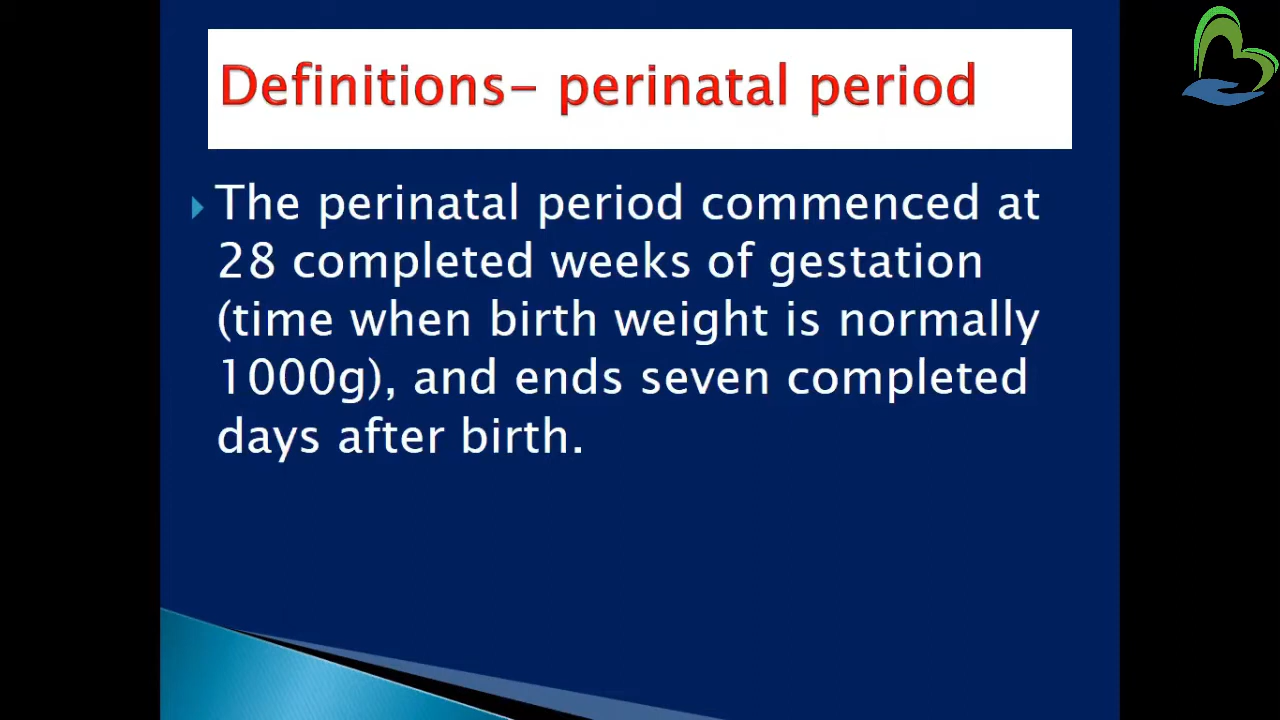 Definitions- perinatal period
The perinatal period commenced at
28 completed weeks of gestation
(time when birth weight is normally
1000g), and ends seven completed
days after birth.